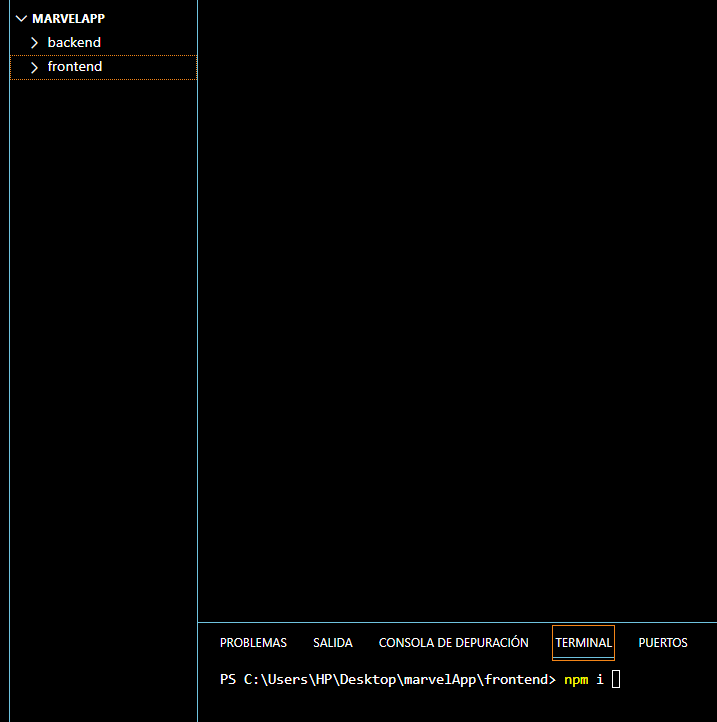 MARVELAPP
backend
frontend
PROBLEMAS SALIDA CONSOLA DE DEPURACIÓN TERMINAL PUERTOS
PS C:\Users\HP\Desktop\marvelApp\frontend> npm i